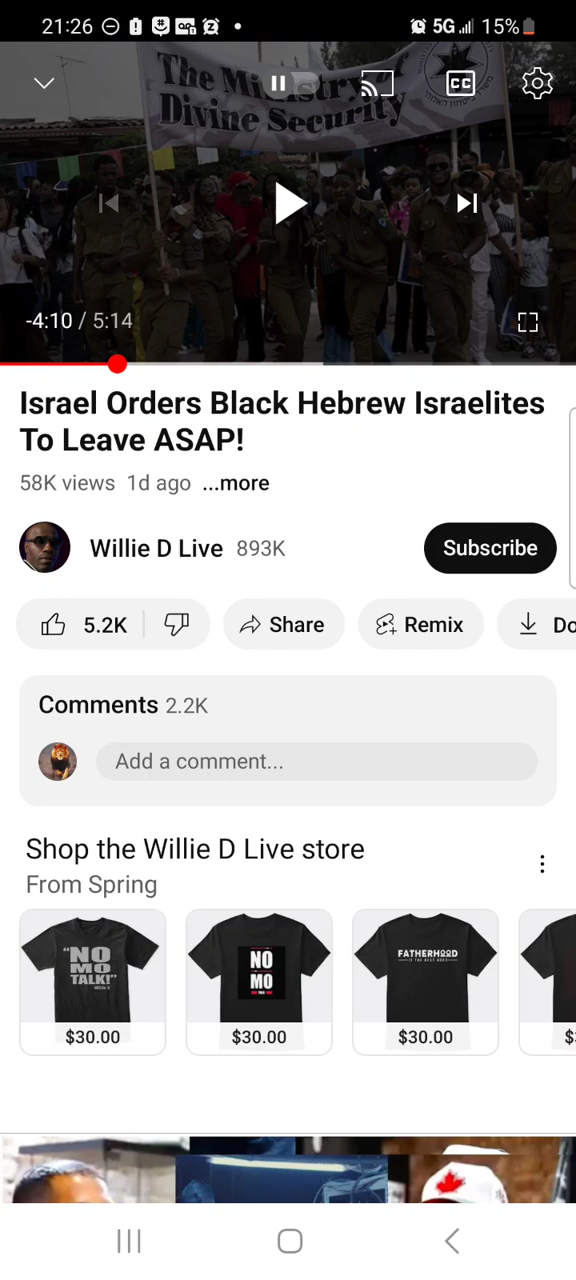 21:26
5G 15%
The Ministry
Divine Security
CC
-4:10 / 5:14
Israel Orders Black Hebrew Israelites
To Leave ASAP!
58K views 1d ago ...more
Willie D Live 893K
Subscribe
5.2K
Share
Remix
Do
Comments 2.2K
Add a comment...
Shop the Willie D Live store
From Spring
"NO
MO
TALK!"
NO
MO
FATHERHOOD
$30.00
$30.00
$30.00
$